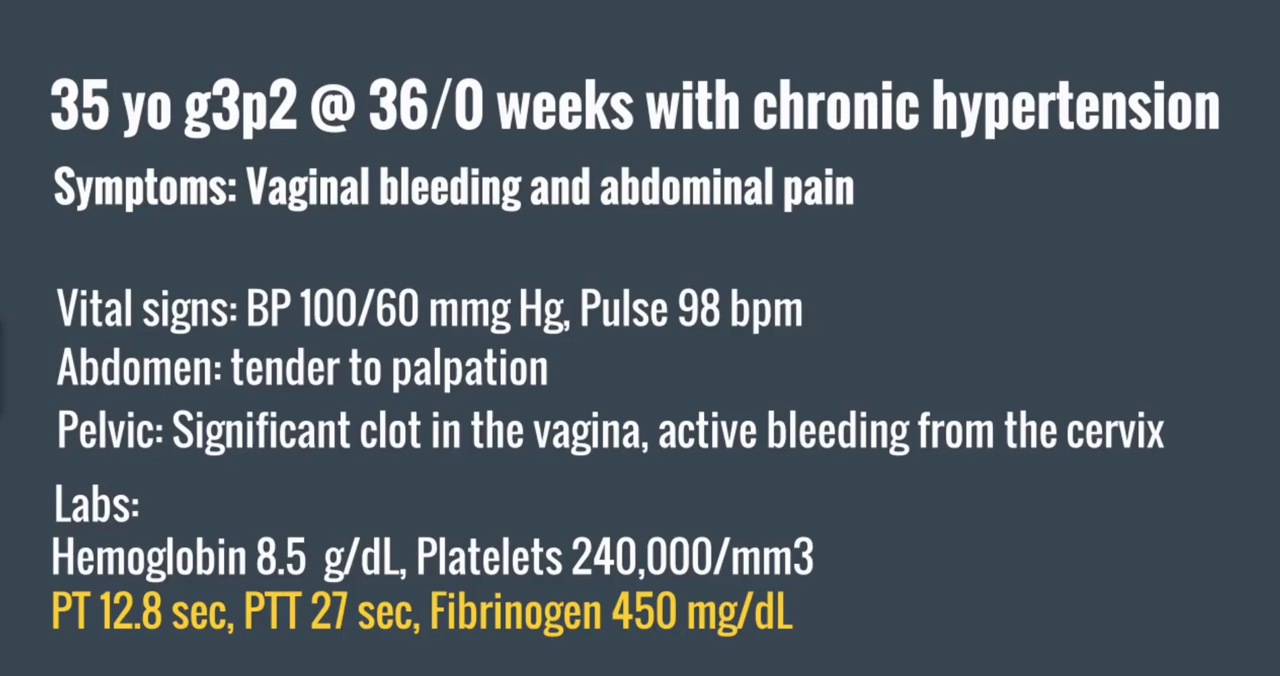 35 yo g3p2 @ 36/0 weeks with chronic hypertension
Symptoms: Vaginal bleeding and abdominal pain
Vital signs: BP 100/60 mmg Hg, Pulse 98 bpm
Abdomen: tender to palpation
Pelvic: Significant clot in the vagina, active bleeding from the cervix
Labs:
Hemoglobin 8.5 g/dL, Platelets 240,000/mm3
PT 12.8 sec, PTT 27 sec, Fibrinogen 450 mg/dL